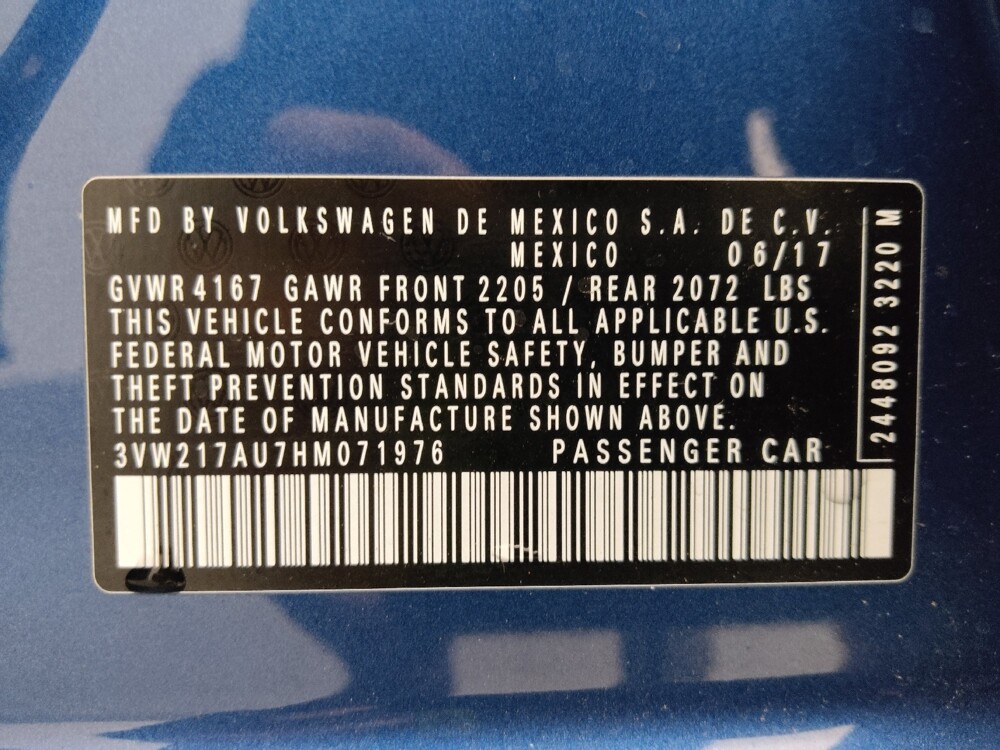 MFD BY VOLKSWAGEN DE MEXICO S.A. DE C.V.
MEXICO 06/17
GVWR 4167 GAWR FRONT 2205 / REAR 2072 LBS
THIS VEHICLE CONFORMS TO ALL APPLICABLE U.S.
FEDERAL MOTOR VEHICLE SAFETY, BUMPER AND
THEFT PREVENTION STANDARDS IN EFFECT ON
THE DATE OF MANUFACTURE SHOWN ABOVE.
3VW217AU7HM071976 PASSENGER CAR
2448092 3220 M